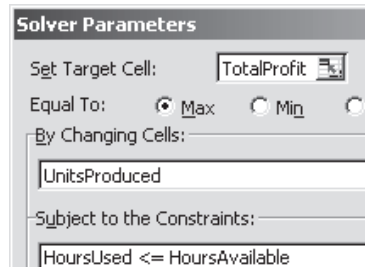 Solver Parameters
Set Target Cell: TotalProfit
Equal To: Max Min
By Changing Cells:
UnitsProduced
Subject to the Constraints:
HoursUsed <= HoursAvailable